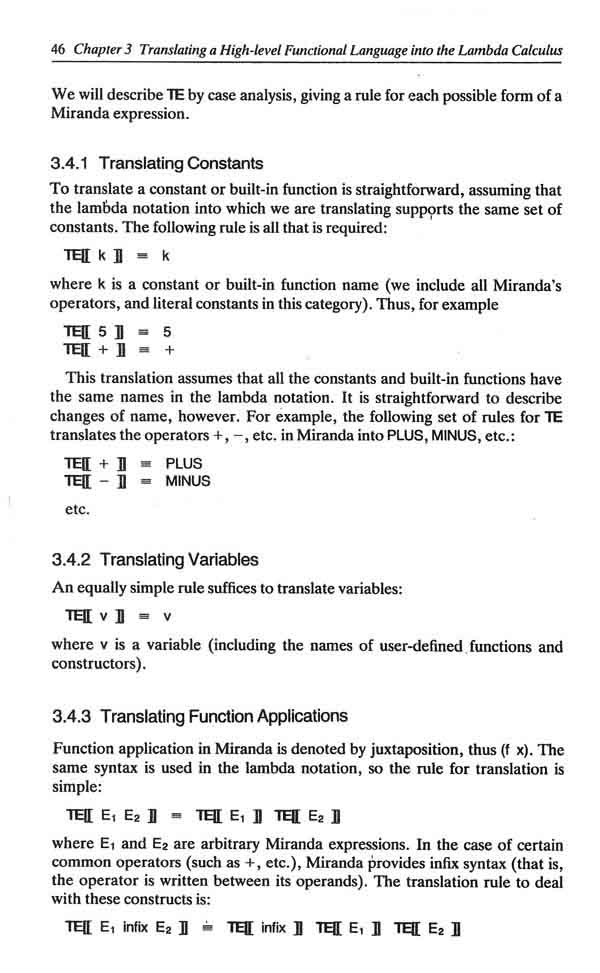 46 Chapter 3 Translating a High-level Functional Language into the Lambda Calculus
We will describe TE by case analysis, giving a rule for each possible form of a
Miranda expression.
3.4.1 Translating Constants
To translate a constant or built-in function is straightforward, assuming that
the lambda notation into which we are translating supports the same set of
constants. The following rule is all that is required:
TE⟦ k ⟧ ≡ k
where k is a constant or built-in function name (we include all Miranda's
operators, and literal constants in this category). Thus, for example
TE⟦ 5 ⟧ ≡ 5
TE⟦ + ⟧ ≡ +
This translation assumes that all the constants and built-in functions have
the same names in the lambda notation. It is straightforward to describe
changes of name, however. For example, the following set of rules for TE
translates the operators +, −, etc. in Miranda into PLUS, MINUS, etc.:
TE⟦ + ⟧ ≡ PLUS
TE⟦ − ⟧ ≡ MINUS
etc.
3.4.2 Translating Variables
An equally simple rule suffices to translate variables:
TE⟦ v ⟧ ≡ v
where v is a variable (including the names of user-defined functions and
constructors).
3.4.3 Translating Function Applications
Function application in Miranda is denoted by juxtaposition, thus (f x). The
same syntax is used in the lambda notation, so the rule for translation is
simple:
TE⟦ E₁ E₂ ⟧ ≡ TE⟦ E₁ ⟧ TE⟦ E₂ ⟧
where E₁ and E₂ are arbitrary Miranda expressions. In the case of certain
common operators (such as +, etc.), Miranda provides infix syntax (that is,
the operator is written between its operands). The translation rule to deal
with these constructs is:
TE⟦ E₁ infix E₂ ⟧ ≡ TE⟦ infix ⟧ TE⟦ E₁ ⟧ TE⟦ E₂ ⟧